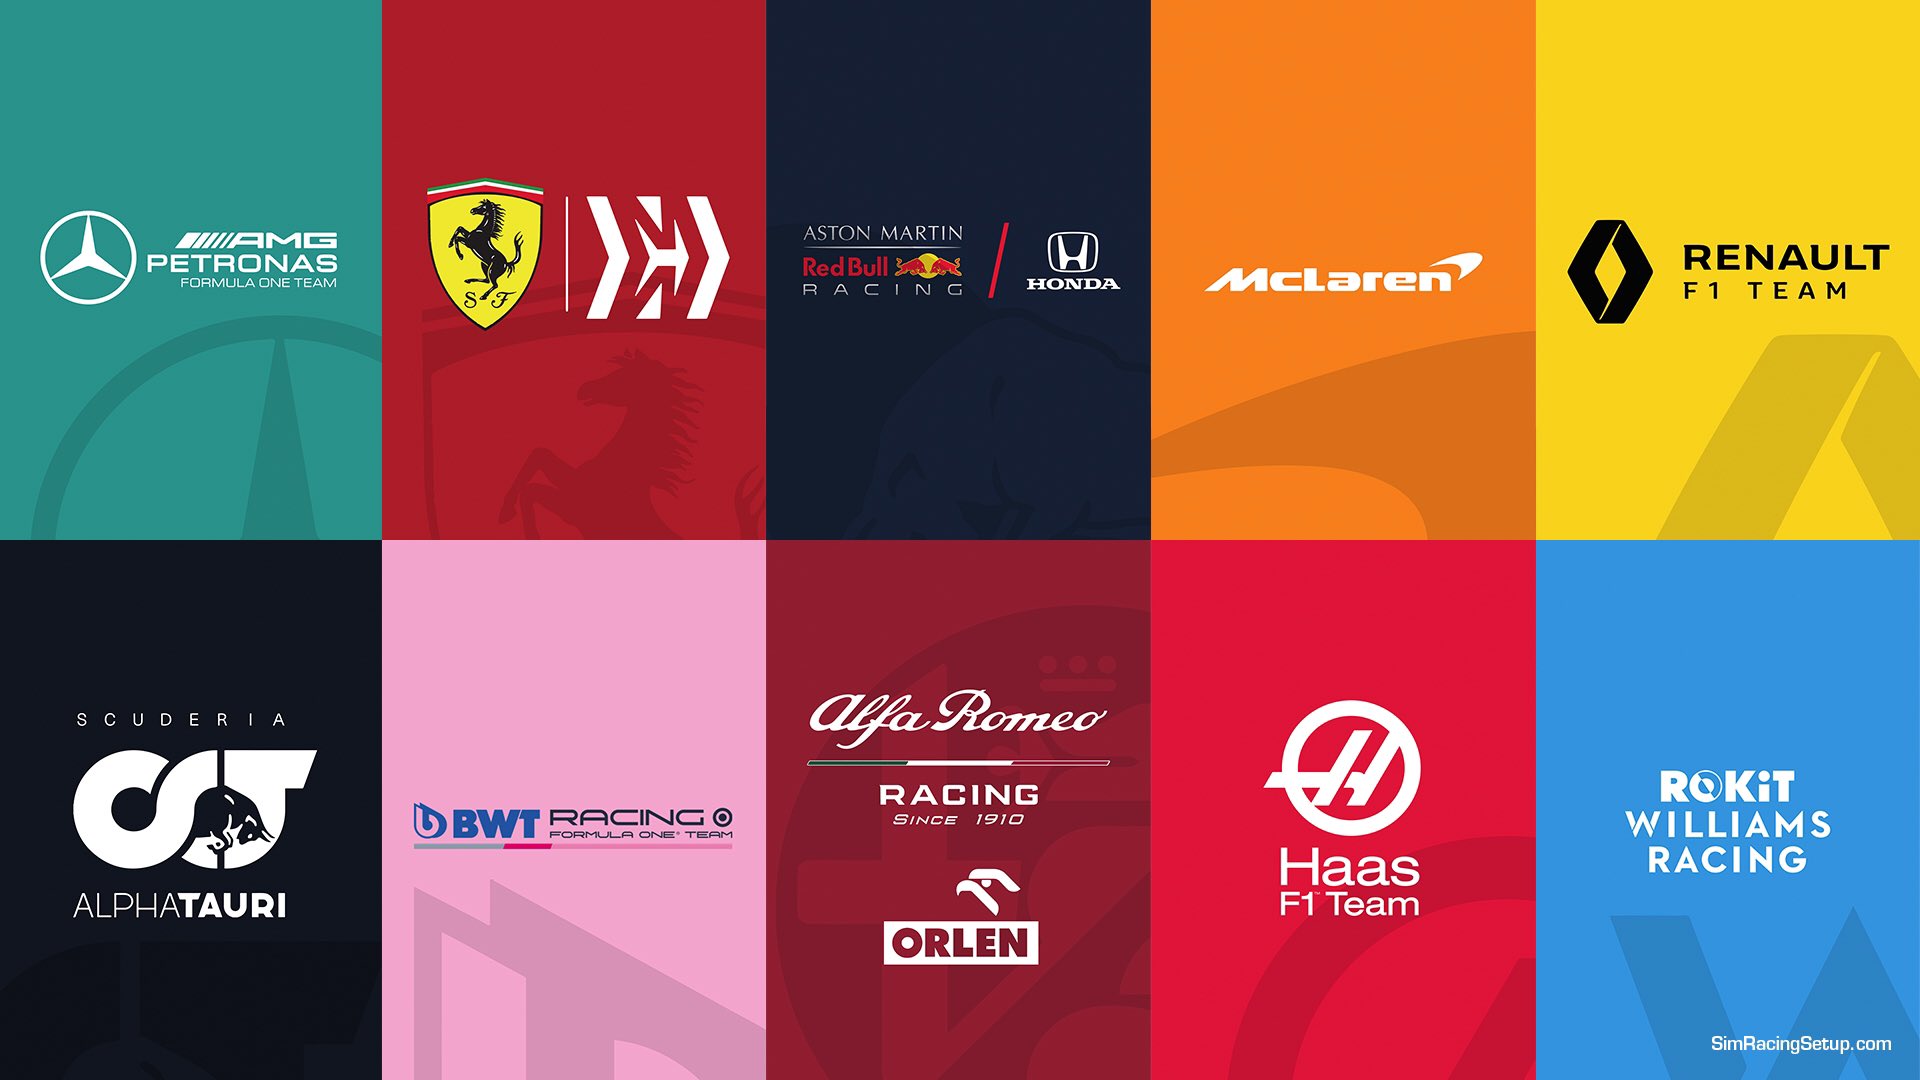 AMG
PETRONAS
FORMULA ONE TEAM
S F
ASTON MARTIN
Red Bull
RACING
HONDA
McLaren
RENAULT
F1 TEAM
SCUDERIA
ALPHATAURI
BWT RACING
FORMULA ONE® TEAM
Alfa Romeo
RACING
Since 1910
ORLEN
Haas
F1™ Team
ROKiT
WILLIAMS
RACING
SimRacingSetup.com